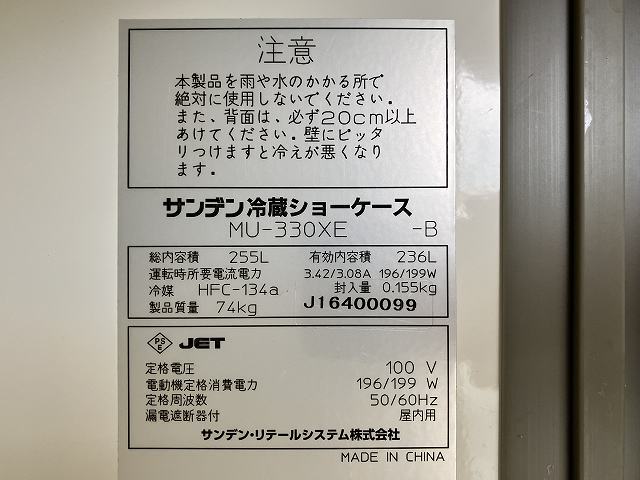 注意
本製品を雨や水のかかる所で
絶対に使用しないでください。
また、背面は、必ず20cm以上
あけてください。壁にピッタ
リつけますと冷えが悪くなり
ます。
サンデン冷蔵ショーケース
MU-330XE -B
総内容積 255L 有効内容積 236L
運転時所要電流電力 3.42/3.08A 196/199W
冷媒 HFC-134a 封入量 0.155kg
製品質量 74kg J16400099
PSE JET
定格電圧 100 V
電動機定格消費電力 196/199 W
定格周波数 50/60Hz
漏電遮断器付 屋内用
サンデン・リテールシステム株式会社
MADE IN CHINA